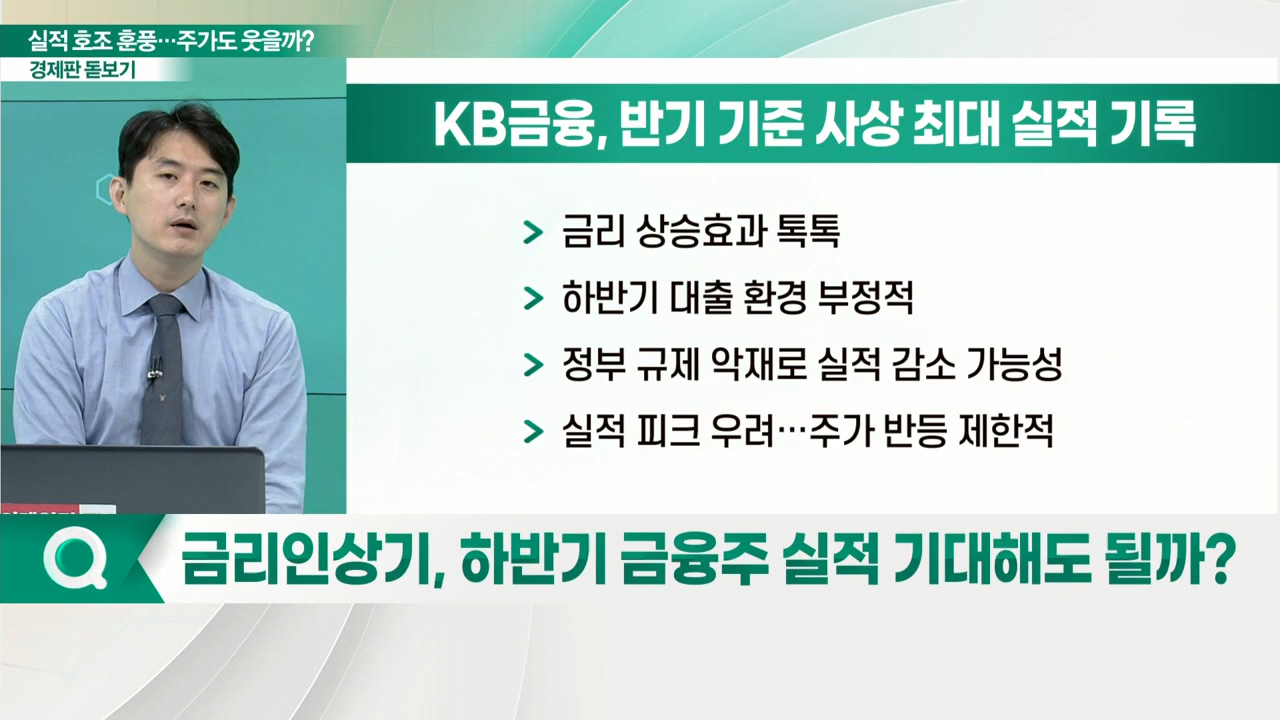 실적 호조 훈풍…주가도 웃을까?
경제판 돋보기
KB금융, 반기 기준 사상 최대 실적 기록
> 금리 상승효과 톡톡
> 하반기 대출 환경 부정적
> 정부 규제 악재로 실적 감소 가능성
> 실적 피크 우려…주가 반등 제한적
금리인상기, 하반기 금융주 실적 기대해도 될까?